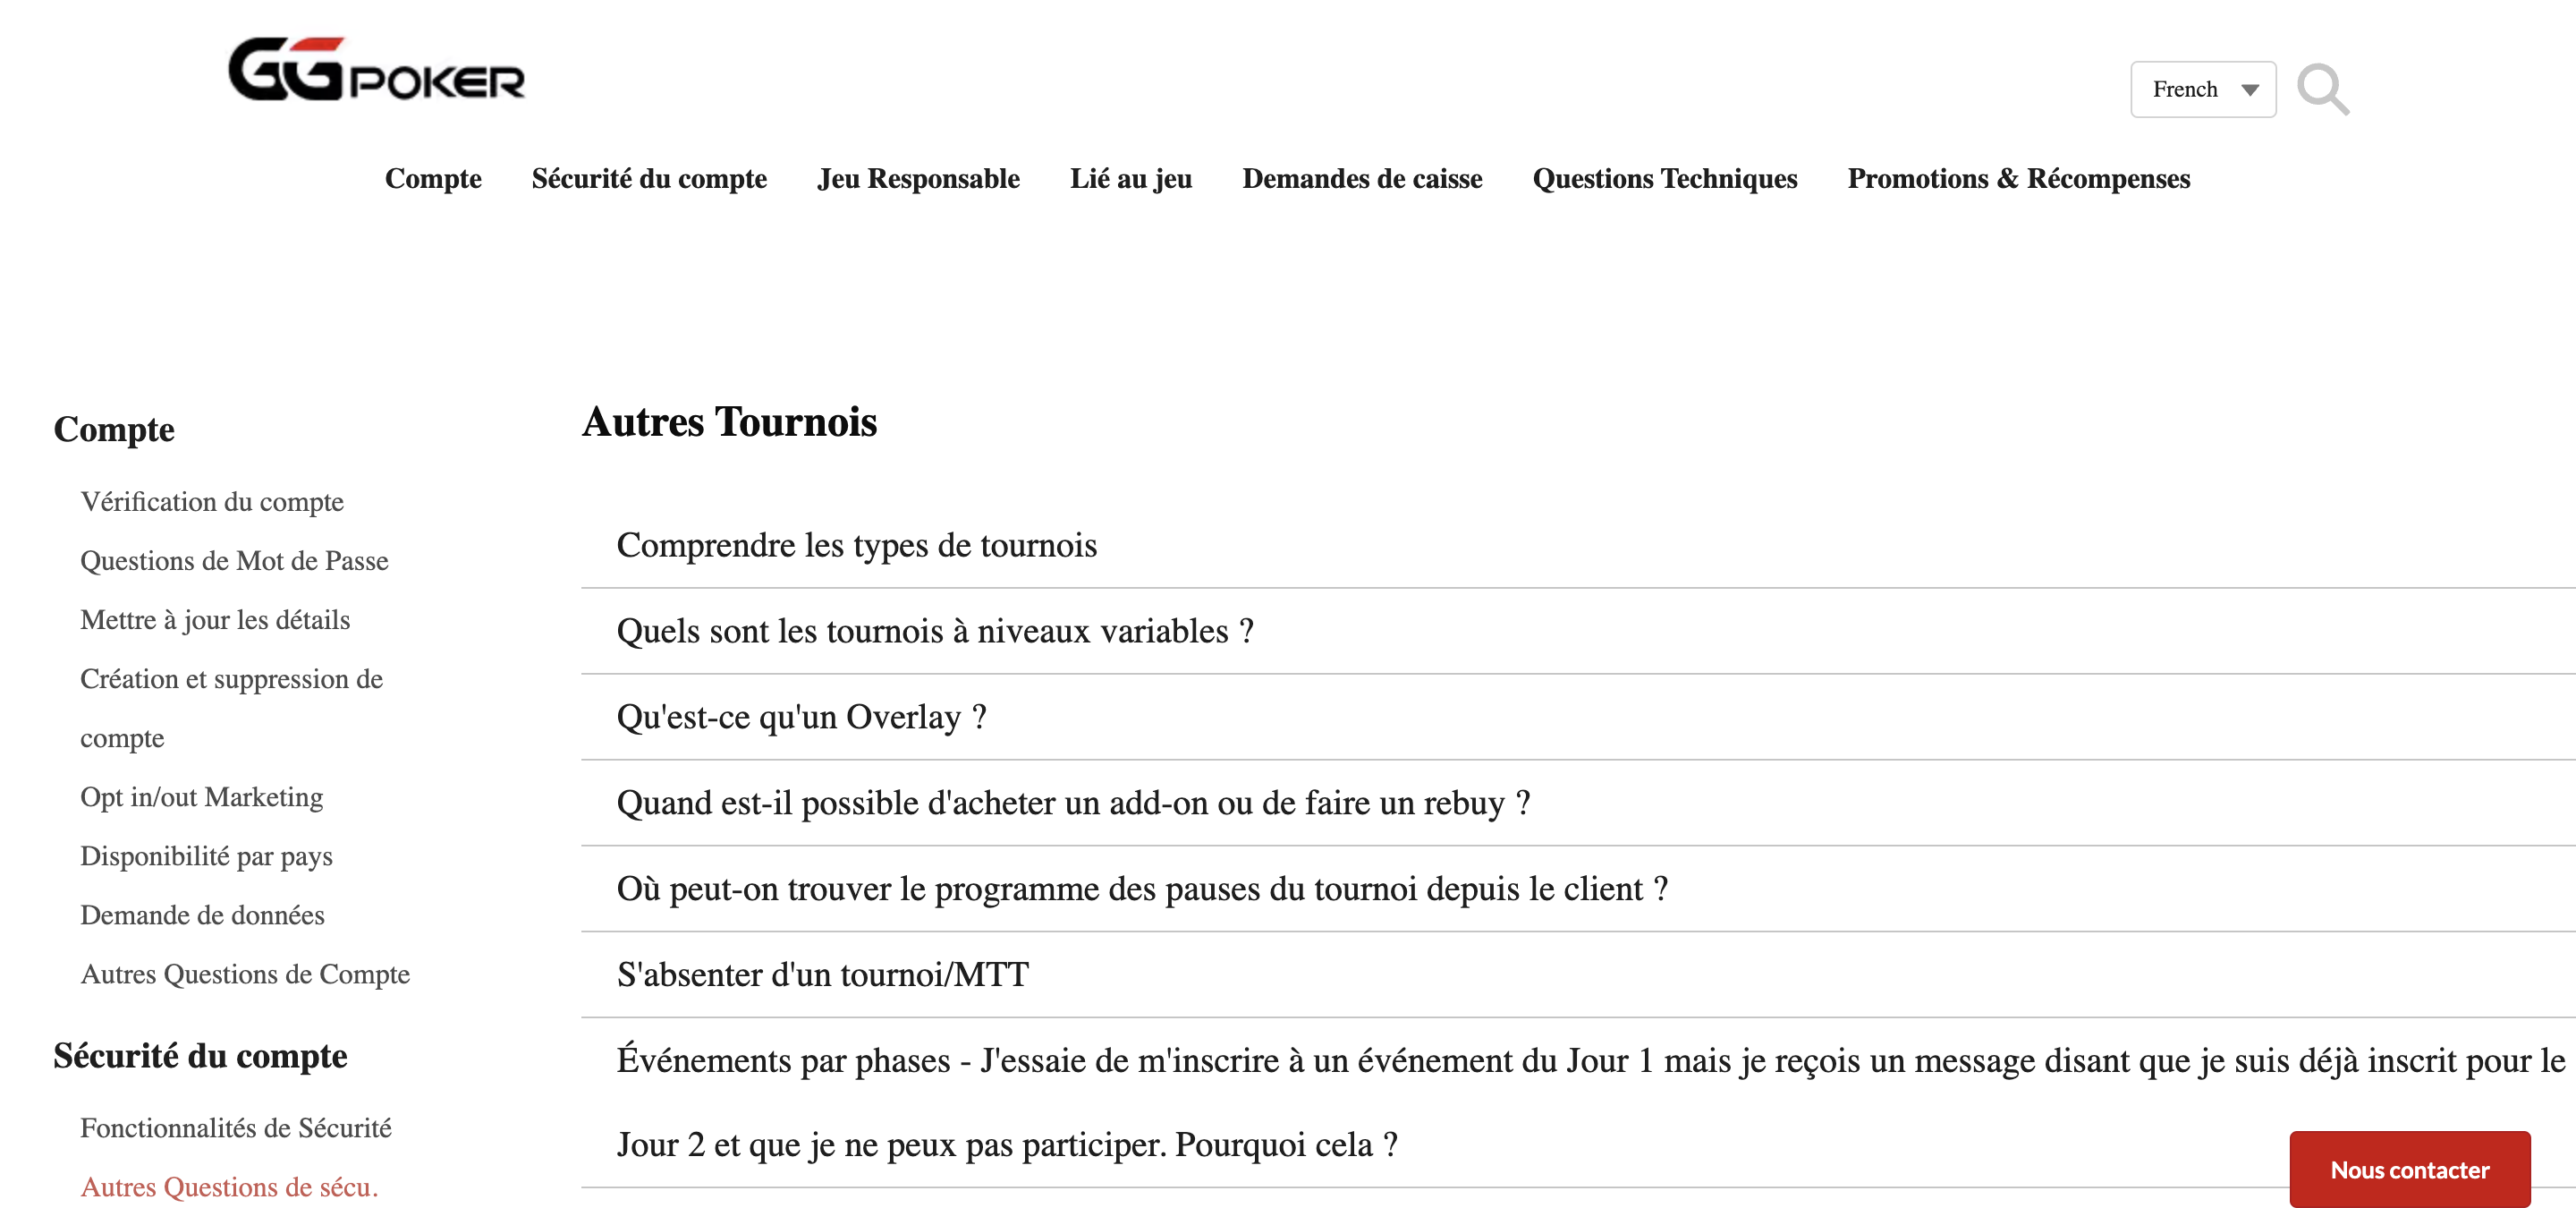 GGPOKER
French
Compte Sécurité du compte Jeu Responsable Lié au jeu Demandes de caisse Questions Techniques Promotions & Récompenses
Compte
Vérification du compte
Questions de Mot de Passe
Mettre à jour les détails
Création et suppression de
compte
Opt in/out Marketing
Disponibilité par pays
Demande de données
Autres Questions de Compte
Sécurité du compte
Fonctionnalités de Sécurité
Autres Questions de sécu.
Autres Tournois
Comprendre les types de tournois
Quels sont les tournois à niveaux variables ?
Qu'est-ce qu'un Overlay ?
Quand est-il possible d'acheter un add-on ou de faire un rebuy ?
Où peut-on trouver le programme des pauses du tournoi depuis le client ?
S'absenter d'un tournoi/MTT
Événements par phases - J'essaie de m'inscrire à un événement du Jour 1 mais je reçois un message disant que je suis déjà inscrit pour le
Jour 2 et que je ne peux pas participer. Pourquoi cela ?
Nous contacter